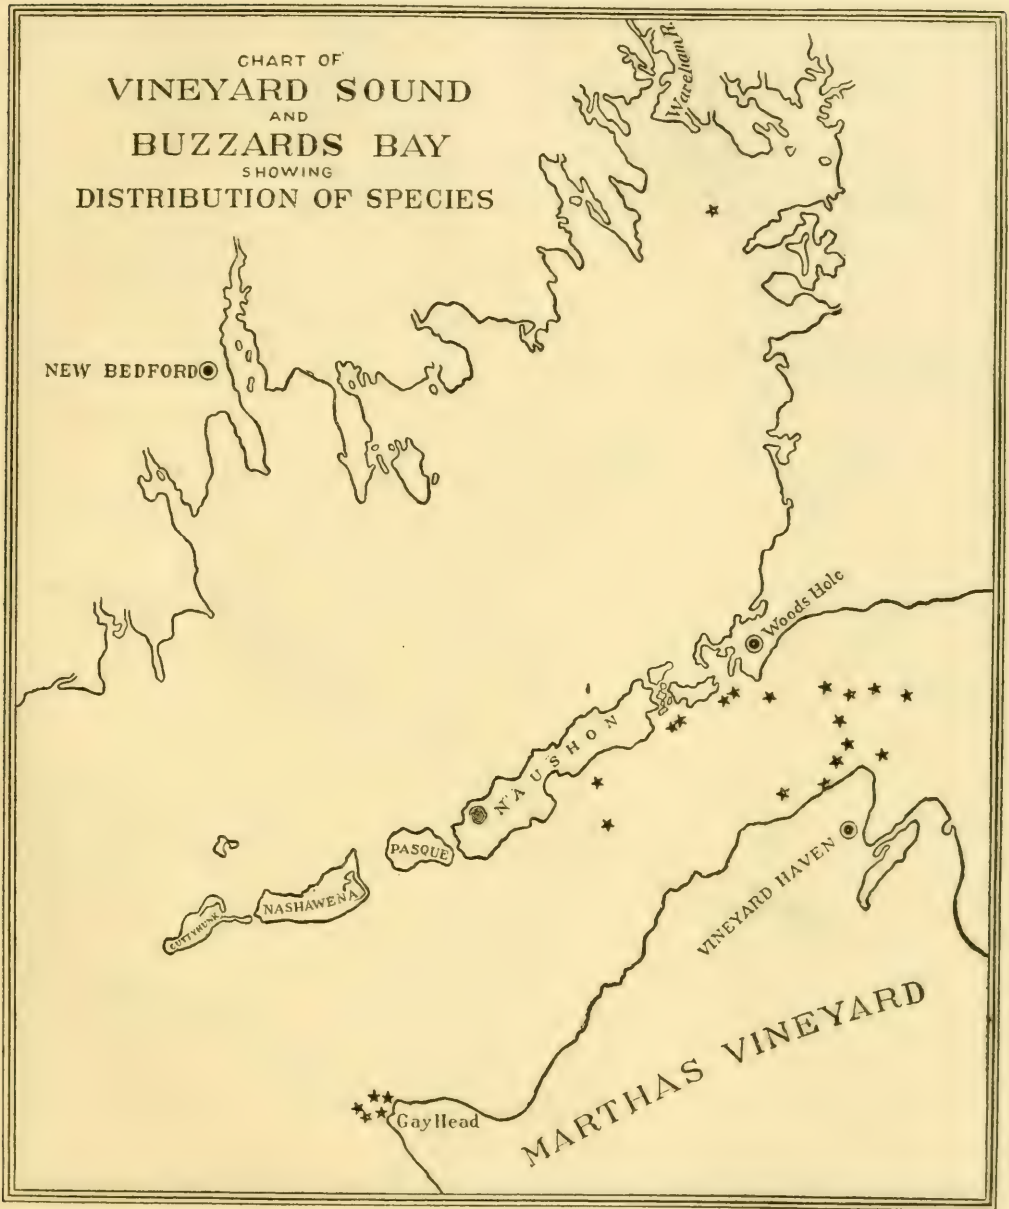 CHART OF
VINEYARD SOUND
AND
BUZZARDS BAY
SHOWING
DISTRIBUTION OF SPECIES
Wareham R.
NEW BEDFORD
Woods Hole
NAUSHON
PASQUE
NASHAWENA
CUTTYHUNK
VINEYARD HAVEN
MARTHAS VINEYARD
Gay Head